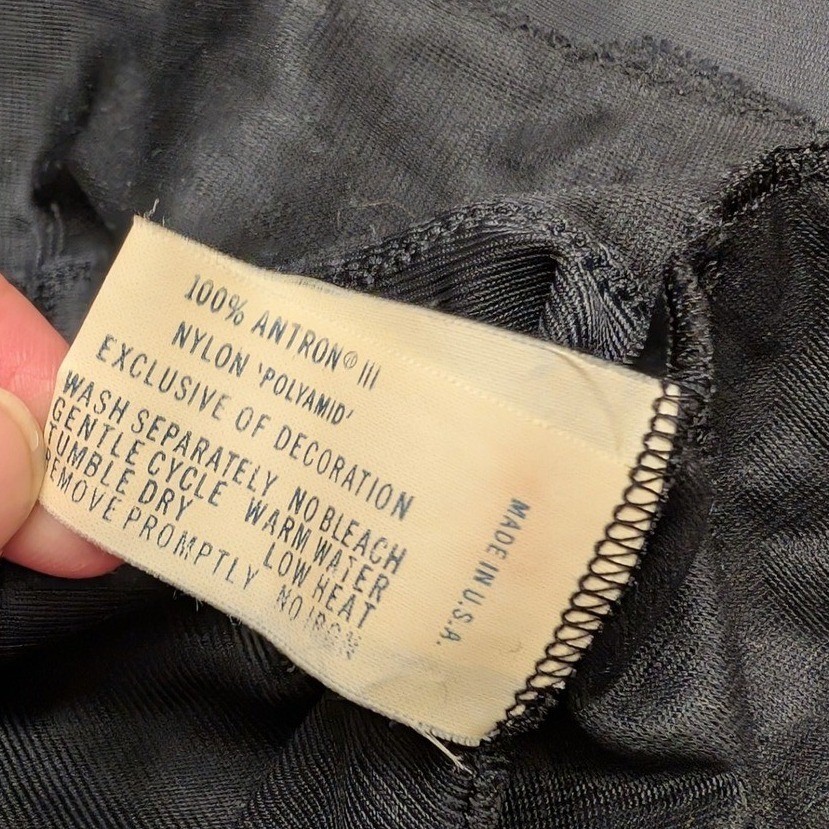 100% ANTRON® III
NYLON 'POLYAMID'
EXCLUSIVE OF DECORATION
WASH SEPARATELY NO BLEACH
GENTLE CYCLE WARM WATER
TUMBLE DRY LOW HEAT
REMOVE PROMPTLY NO IRON
MADE IN U.S.A.